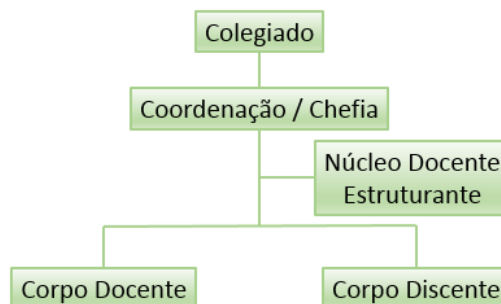 Colegiado
Coordenação / Chefia
Núcleo Docente
Estruturante
Corpo Docente
Corpo Discente